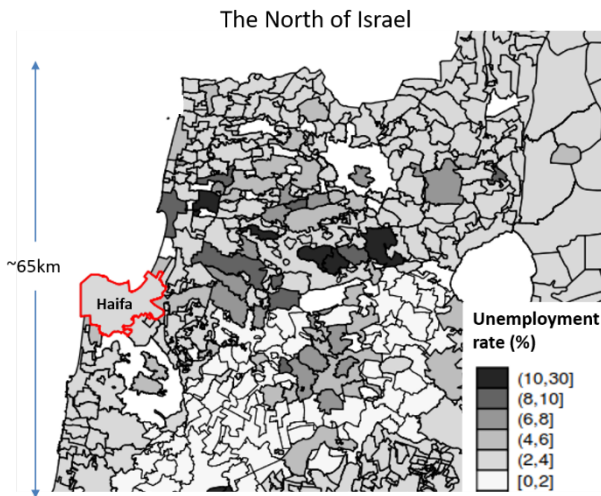 The North of Israel
~65km
Haifa
Unemployment
rate (%)
(10,30]
(8,10]
(6,8]
(4,6]
(2,4]
[0,2]